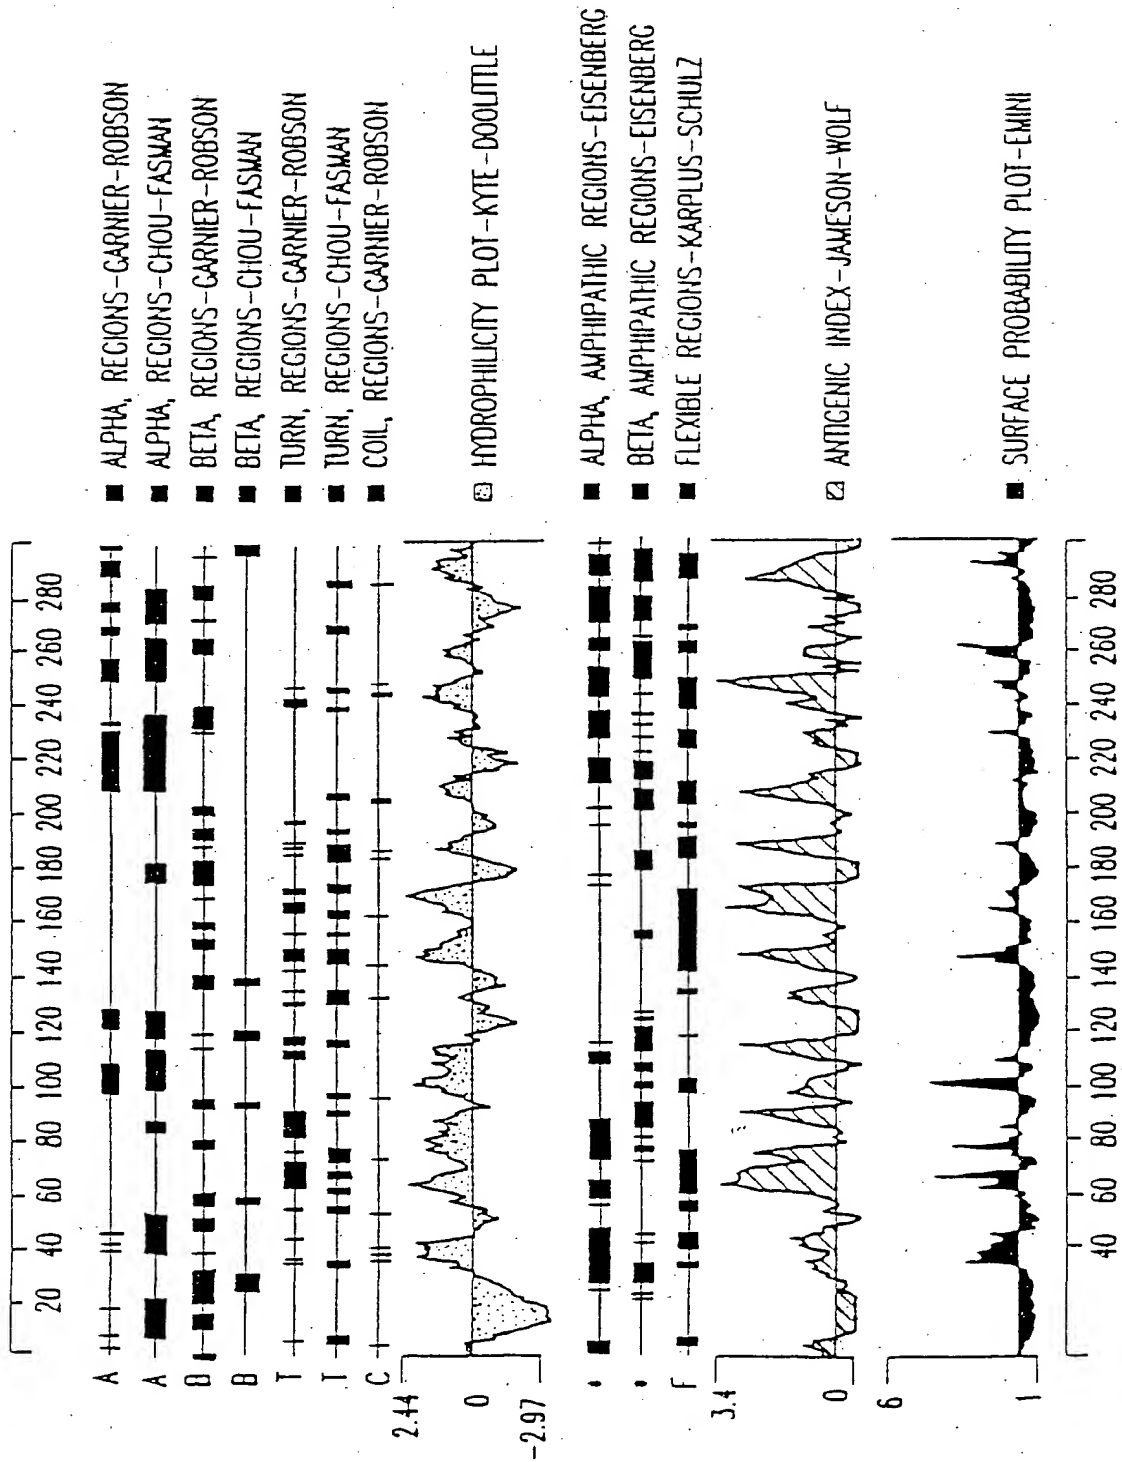 20 40 60 80 100 120 140 160 180 200 220 240 260 280
A ■ ALPHA, REGIONS-GARNIER-ROBSON
A ■ ALPHA, REGIONS-CHOU-FASMAN
B ■ BETA, REGIONS-GARNIER-ROBSON
B ■ BETA, REGIONS-CHOU-FASMAN
T ■ TURN, REGIONS-GARNIER-ROBSON
T ■ TURN, REGIONS-CHOU-FASMAN
C ■ COIL, REGIONS-GARNIER-ROBSON
2.44
0
-2.97
HYDROPHILICITY PLOT-KYTE-DOOLITTLE
ALPHA, AMPHIPATHIC REGIONS-EISENBERG
BETA, AMPHIPATHIC REGIONS-EISENBERG
F ■ FLEXIBLE REGIONS-KARPLUS-SCHULZ
3.4
0
ANTIGENIC INDEX-JAMESON-WOLF
6
1
SURFACE PROBABILITY PLOT-EMINI
40 60 80 100 120 140 160 180 200 220 240 260 280